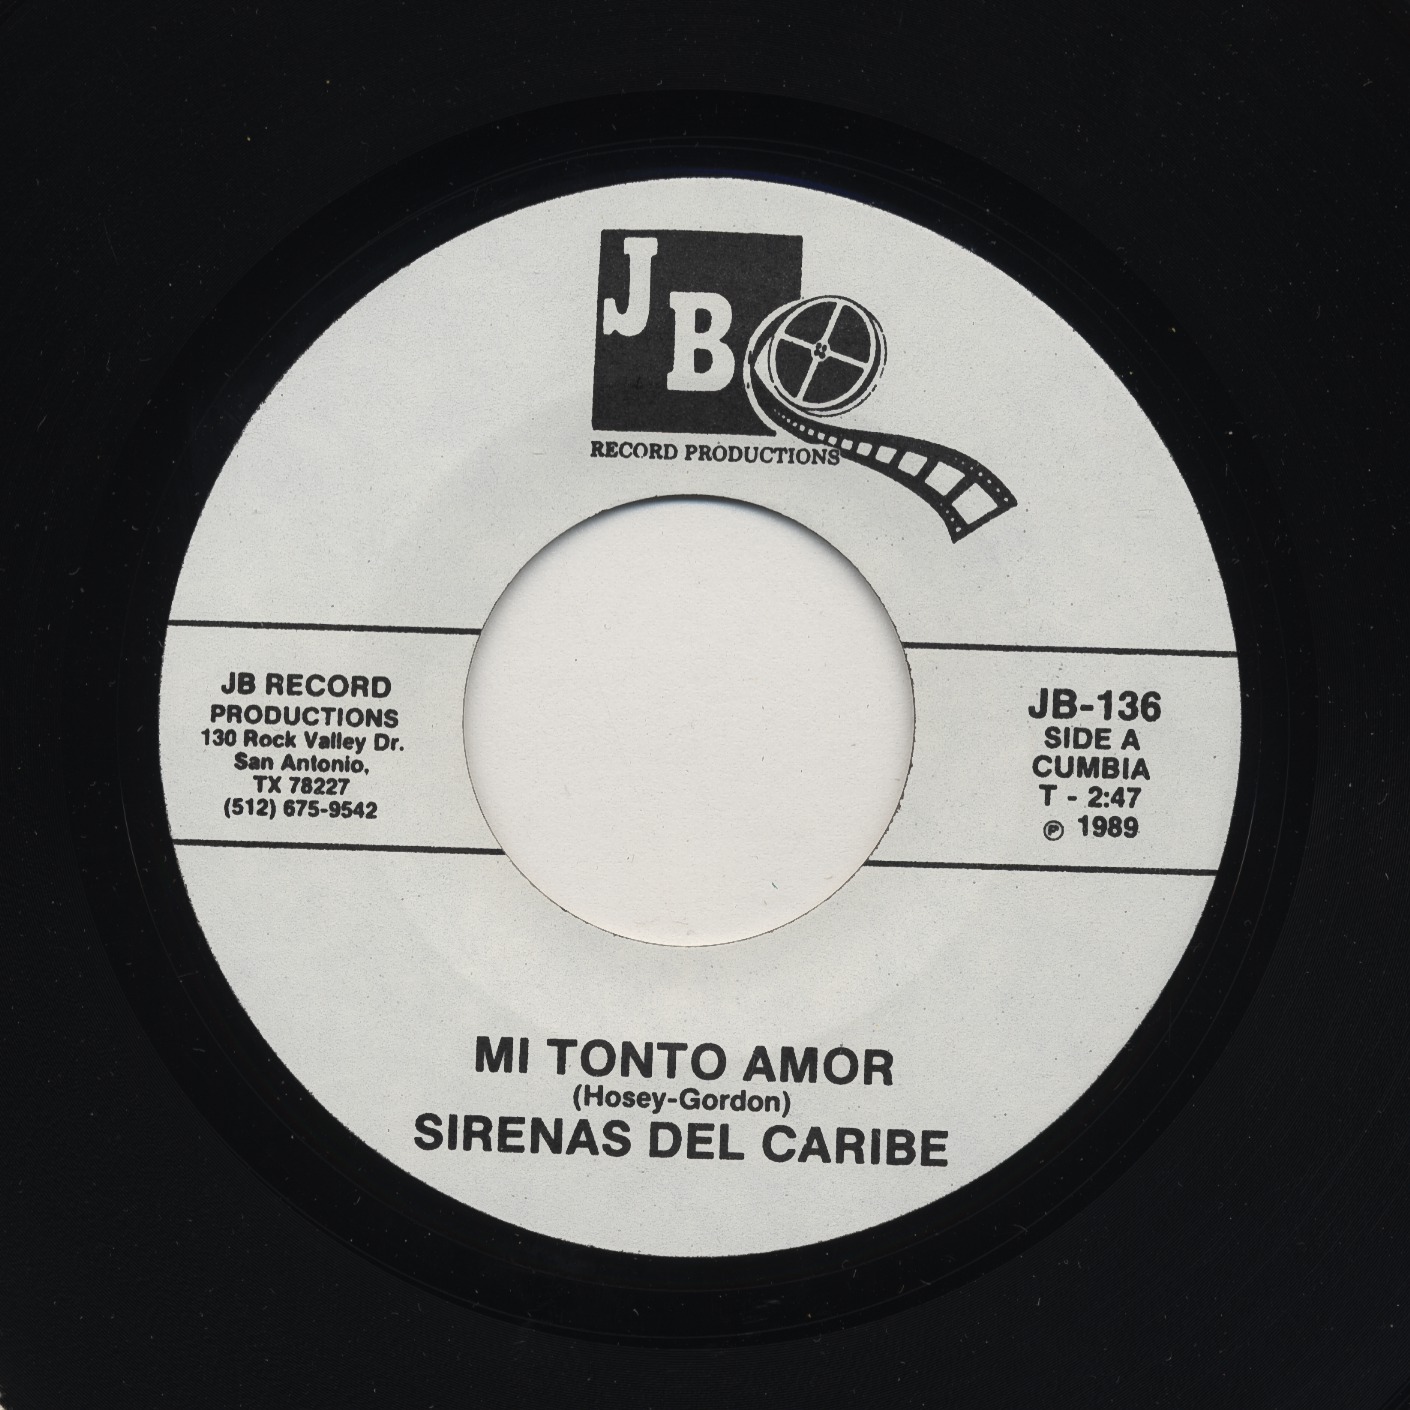 JB
RECORD PRODUCTIONS
JB RECORD
PRODUCTIONS
130 Rock Valley Dr.
San Antonio,
TX 78227
(512) 675-9542
JB-136
SIDE A
CUMBIA
T - 2:47
℗ 1989
MI TONTO AMOR
(Hosey-Gordon)
SIRENAS DEL CARIBE